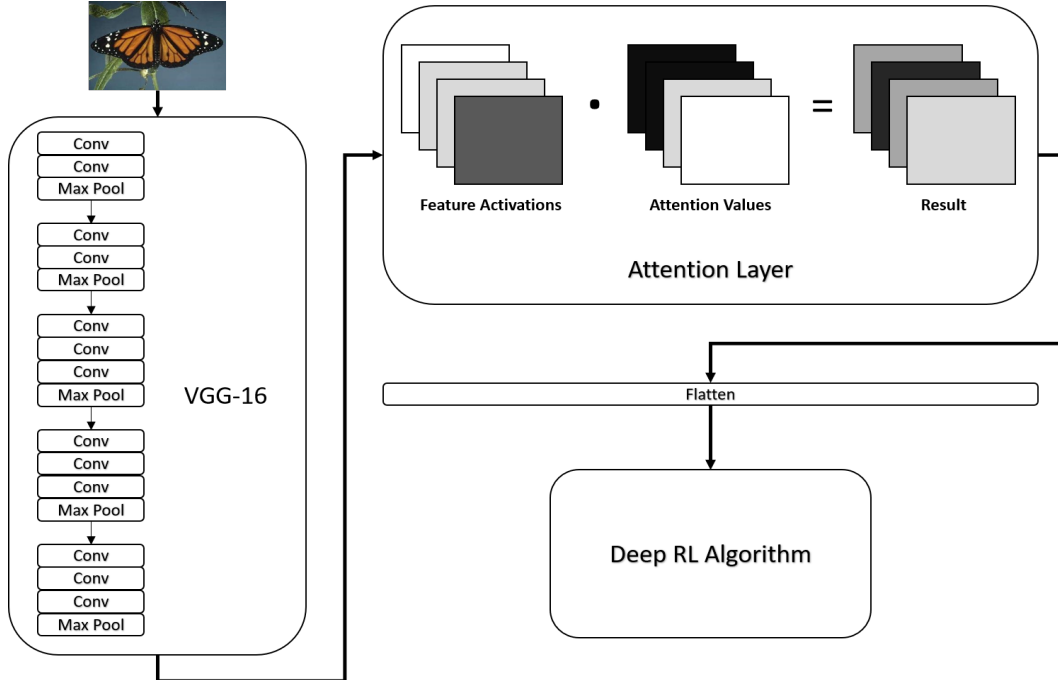 Conv
Conv
Max Pool
Conv
Conv
Max Pool
Conv
Conv
Conv
Max Pool
Conv
Conv
Conv
Max Pool
Conv
Conv
Conv
Max Pool
VGG-16
·
=
Feature Activations
Attention Values
Result
Attention Layer
Flatten
Deep RL Algorithm